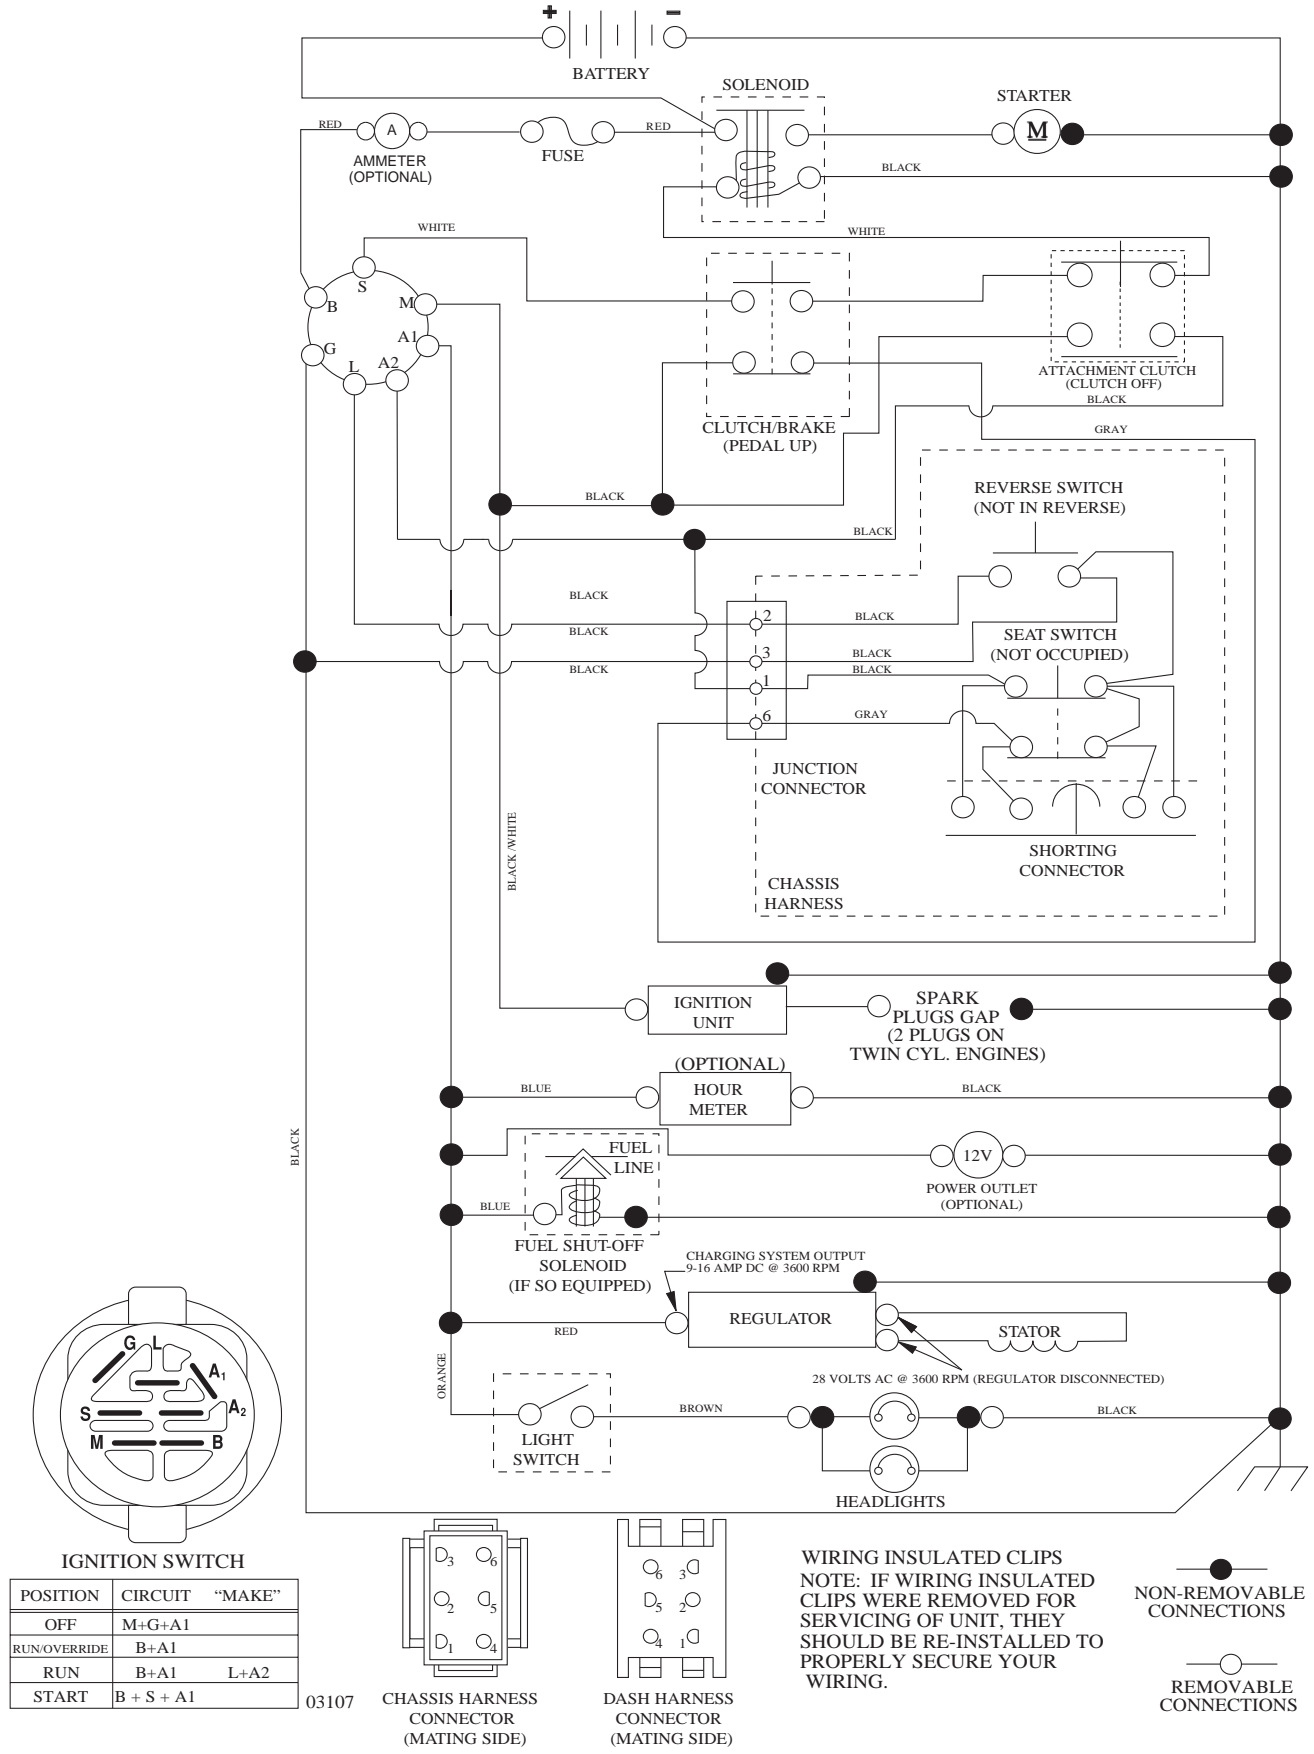 + −
BATTERY
SOLENOID
STARTER
RED
A
RED
M
AMMETER
(OPTIONAL)
FUSE
BLACK
WHITE
WHITE
S
B
M
A1
G
L
A2
ATTACHMENT CLUTCH
(CLUTCH OFF)
BLACK
CLUTCH/BRAKE
(PEDAL UP)
GRAY
REVERSE SWITCH
(NOT IN REVERSE)
BLACK
BLACK
BLACK
2
BLACK
BLACK
SEAT SWITCH
(NOT OCCUPIED)
3
BLACK
BLACK
1
BLACK
6
GRAY
JUNCTION
CONNECTOR
BLACK /WHITE
SHORTING
CONNECTOR
CHASSIS
HARNESS
IGNITION
UNIT
SPARK
PLUGS GAP
(2 PLUGS ON
TWIN CYL. ENGINES)
(OPTIONAL)
BLUE
HOUR
METER
BLACK
BLACK
FUEL
LINE
12V
POWER OUTLET
(OPTIONAL)
BLUE
FUEL SHUT-OFF
SOLENOID
(IF SO EQUIPPED)
CHARGING SYSTEM OUTPUT
9-16 AMP DC @ 3600 RPM
REGULATOR
RED
STATOR
28 VOLTS AC @ 3600 RPM (REGULATOR DISCONNECTED)
ORANGE
BROWN
BLACK
LIGHT
SWITCH
HEADLIGHTS
G L
A1
S
A2
M
B
IGNITION SWITCH
POSITION CIRCUIT “MAKE”
OFF M+G+A1
RUN/OVERRIDE B+A1
RUN B+A1 L+A2
START B + S + A1
03107
3 6
2 5
1 4
CHASSIS HARNESS
CONNECTOR
(MATING SIDE)
6 3
5 2
4 1
DASH HARNESS
CONNECTOR
(MATING SIDE)
WIRING INSULATED CLIPS
NOTE: IF WIRING INSULATED
CLIPS WERE REMOVED FOR
SERVICING OF UNIT, THEY
SHOULD BE RE-INSTALLED TO
PROPERLY SECURE YOUR
WIRING.
NON-REMOVABLE
CONNECTIONS
REMOVABLE
CONNECTIONS